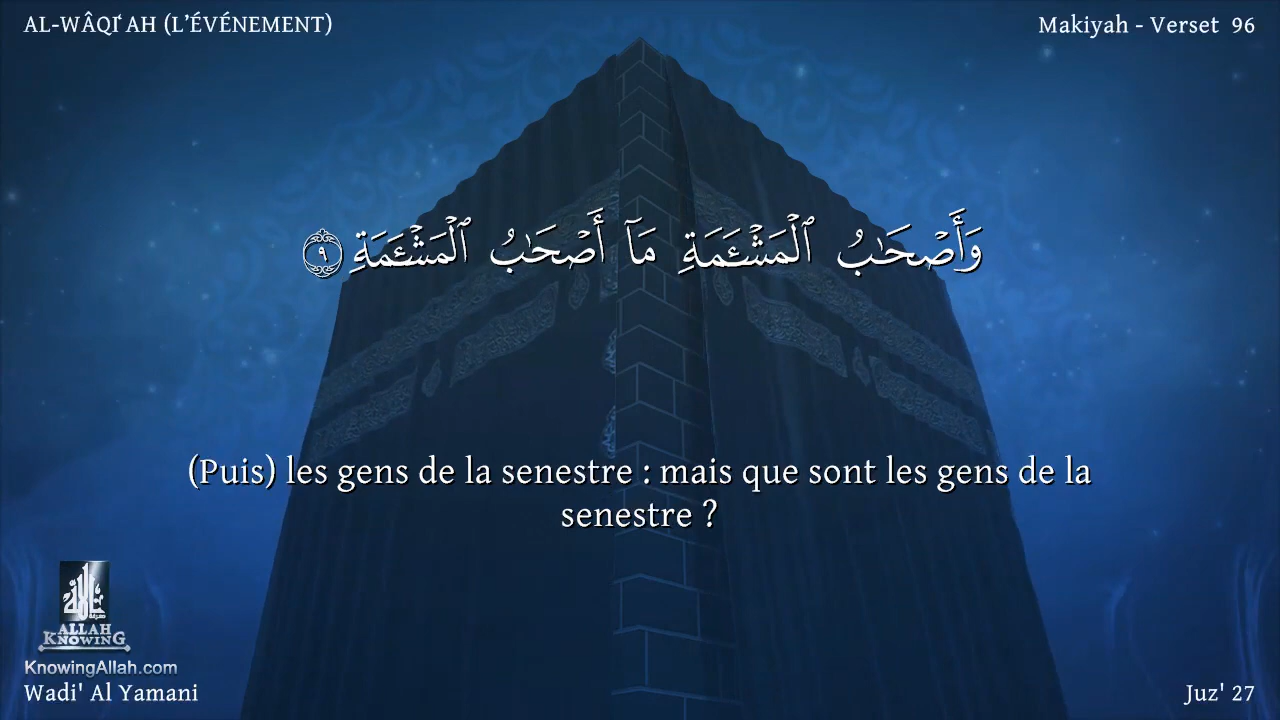 AL-WÂQI‘AH (L’ÉVÉNEMENT)
Makiyah - Verset 96
وَأَصْحَـٰبُ ٱلْمَشْـَٔمَةِ مَآ أَصْحَـٰبُ ٱلْمَشْـَٔمَةِ ٩
(Puis) les gens de la senestre : mais que sont les gens de la
senestre ?
ALLAH
KNOWING
KnowingAllah.com
Wadi' Al Yamani
Juz' 27